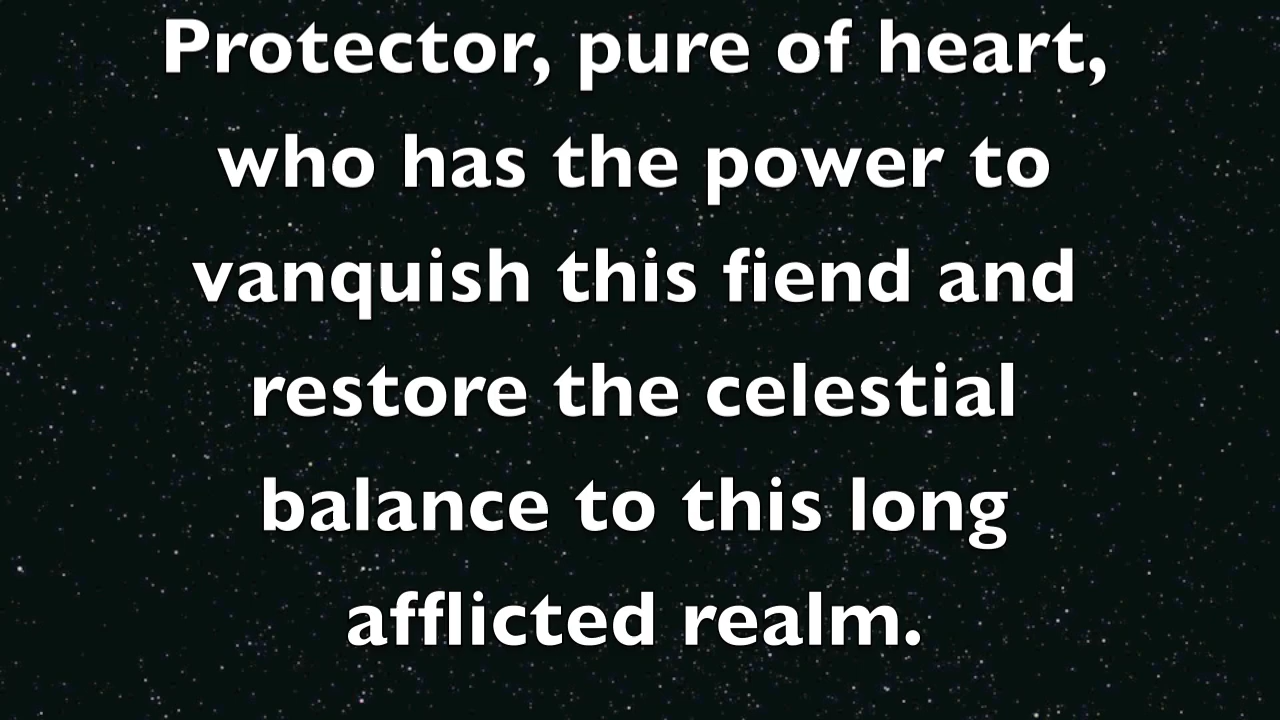 Protector, pure of heart,
who has the power to
vanquish this fiend and
restore the celestial
balance to this long
afflicted realm.